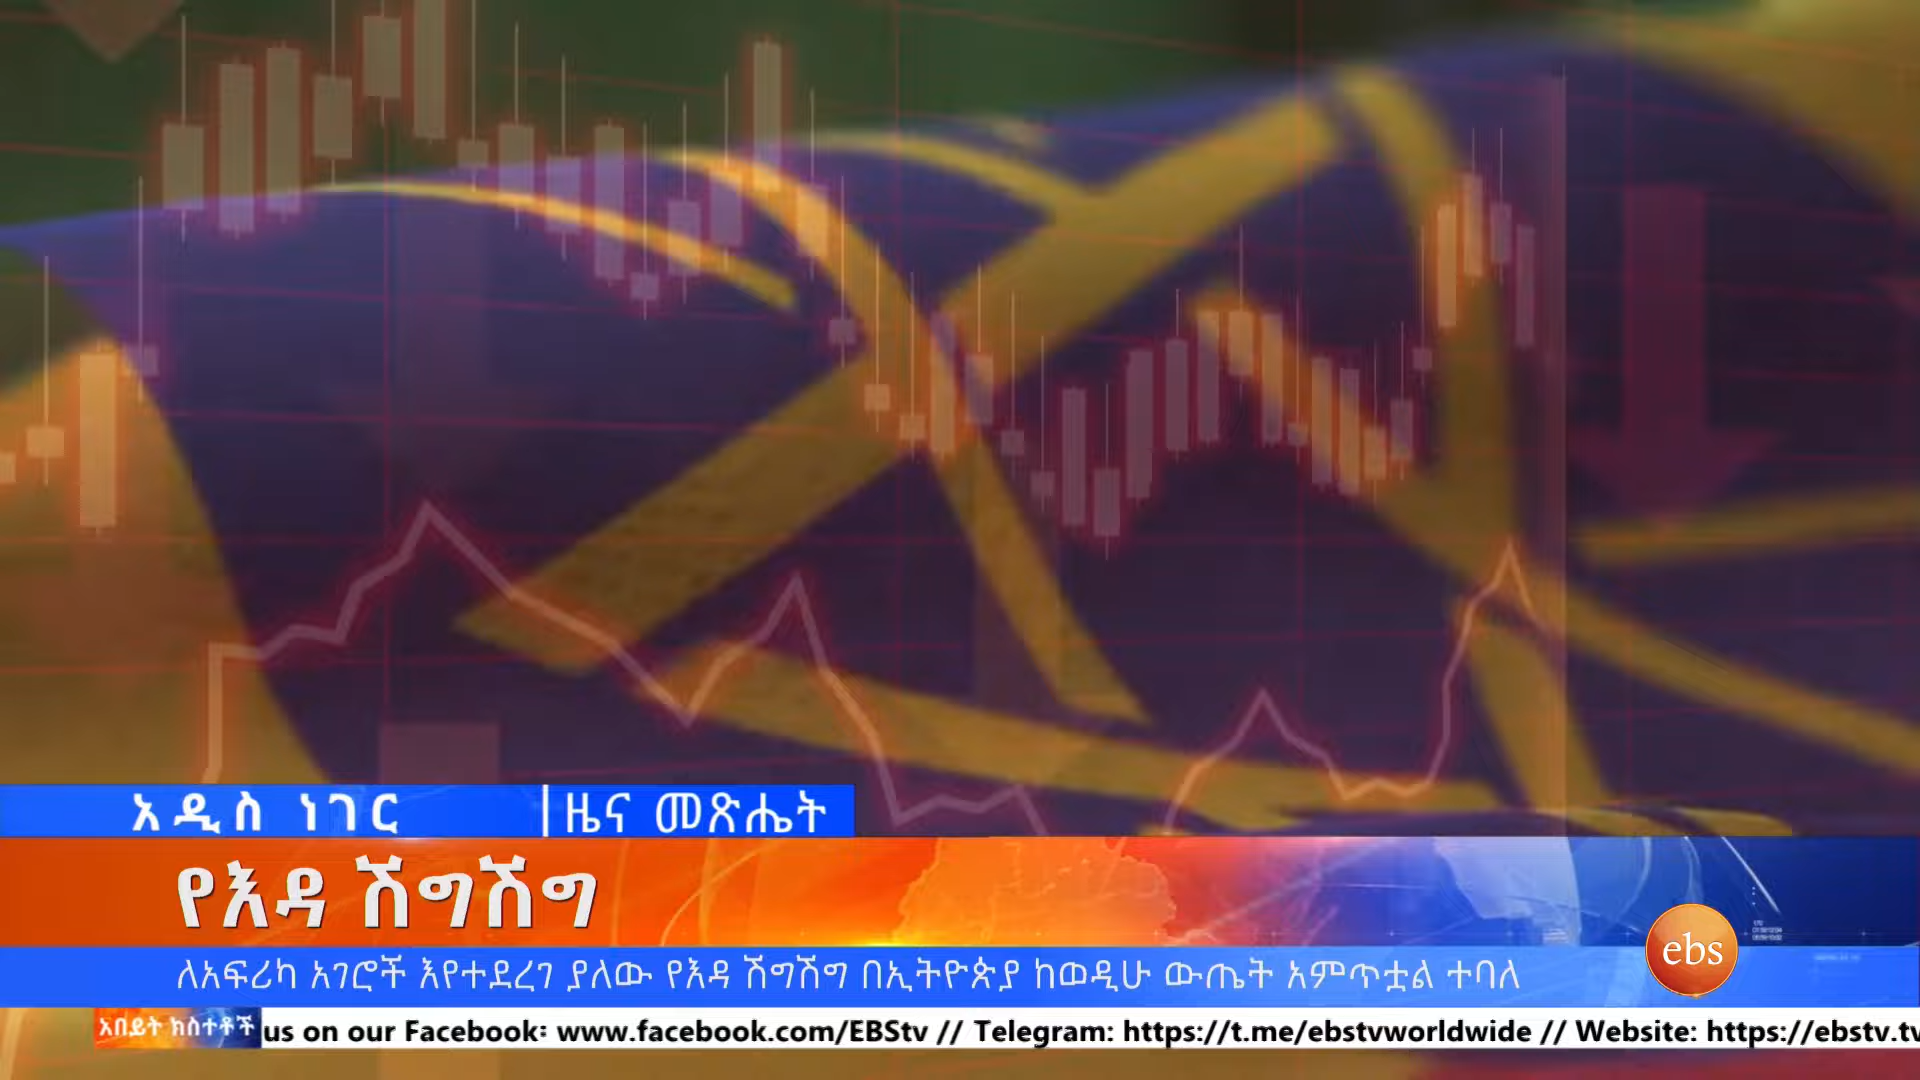 አዲስ ነገር |ዜና መጽሔት
የእዳ ሽግሽግ
ለአፍሪካ አገሮች እየተደረገ ያለው የእዳ ሽግሽግ በኢትዮጵያ ከወዲሁ ውጤት አምጥቷል ተባለ
ebs
አበይት ክስተቶች us on our Facebook: www.facebook.com/EBStv // Telegram: https://t.me/ebstvworldwide // Website: https://ebstv.tv